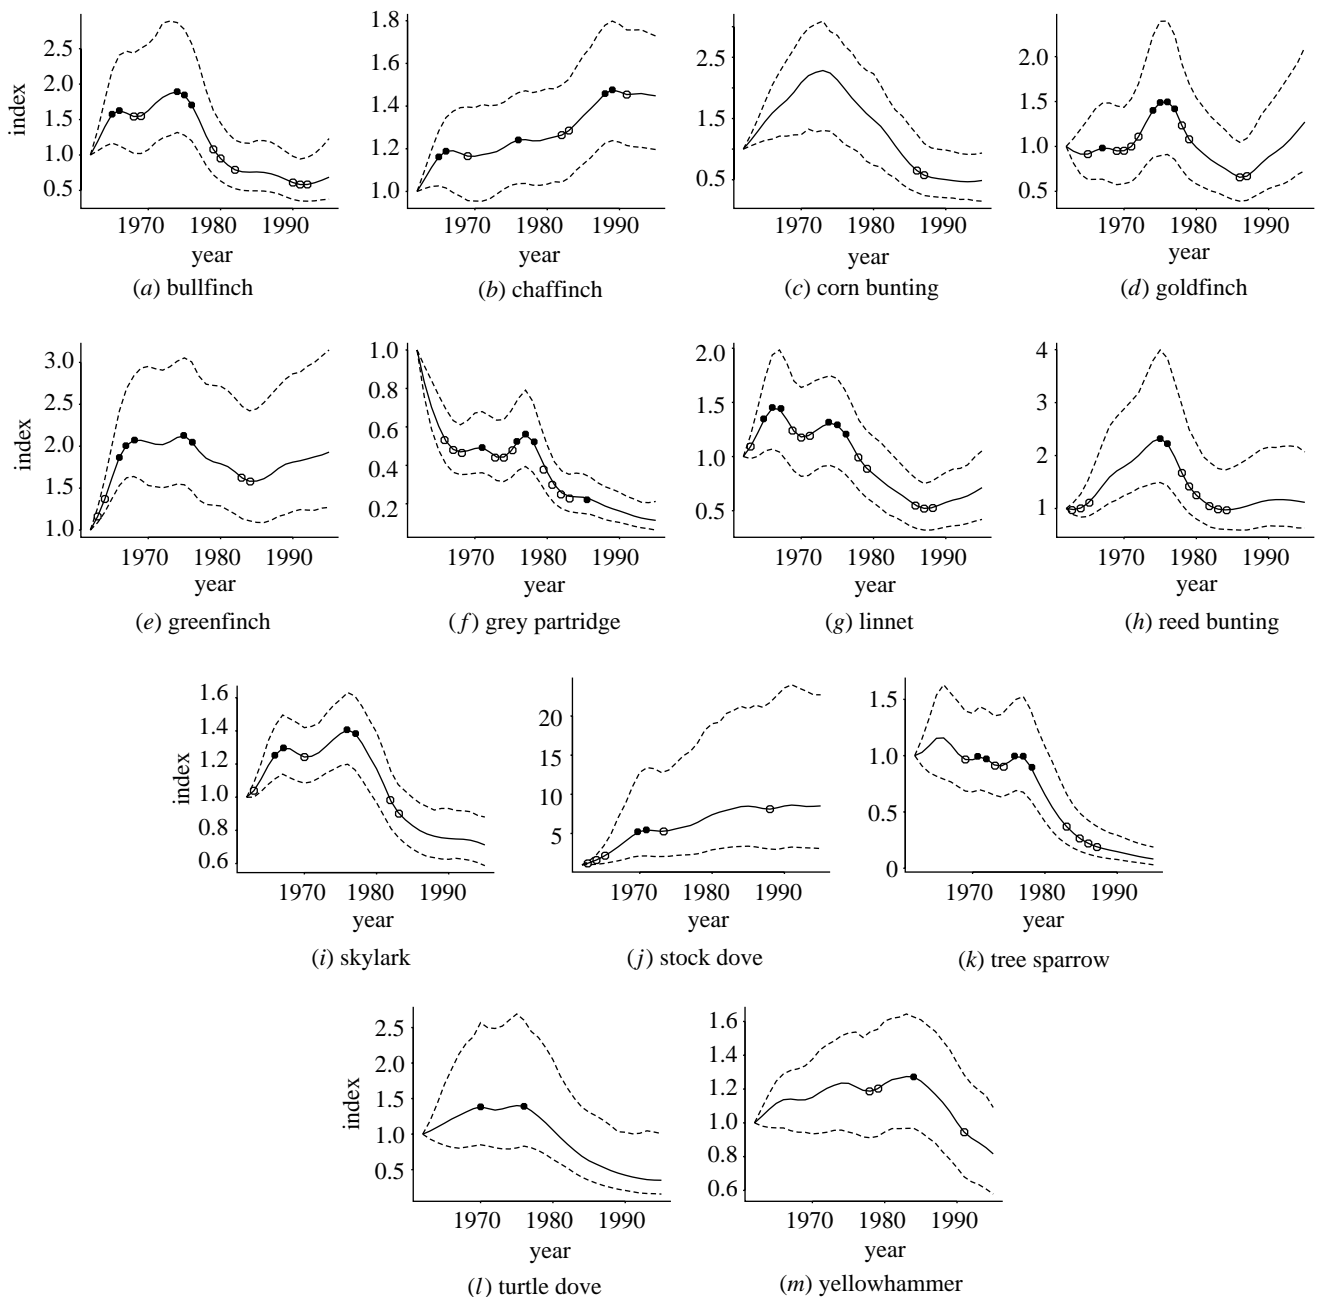 index
2.5
2.0
1.5
1.0
0.5
1970 1980 1990
year
(a) bullfinch
1.8
1.6
1.4
1.2
1.0
1970 1980 1990
year
(b) chaffinch
2.5
1.5
0.5
1970 1980 1990
year
(c) corn bunting
2.0
1.5
1.0
0.5
1970 1980 1990
year
(d) goldfinch
index
3.0
2.5
2.0
1.5
1.0
1970 1980 1990
year
(e) greenfinch
1.0
0.8
0.6
0.4
0.2
1970 1980 1990
year
(f) grey partridge
2.0
1.5
1.0
0.5
1970 1980 1990
year
(g) linnet
4
3
2
1
1970 1980 1990
year
(h) reed bunting
index
1.6
1.4
1.2
1.0
0.8
0.6
1970 1980 1990
year
(i) skylark
20
10
5
1970 1980 1990
year
(j) stock dove
1.5
1.0
0.5
0
1970 1980 1990
year
(k) tree sparrow
index
2.5
2.0
1.5
1.0
0.5
1970 1980 1990
year
(l) turtle dove
1.6
1.4
1.2
1.0
0.8
0.6
1970 1980 1990
year
(m) yellowhammer